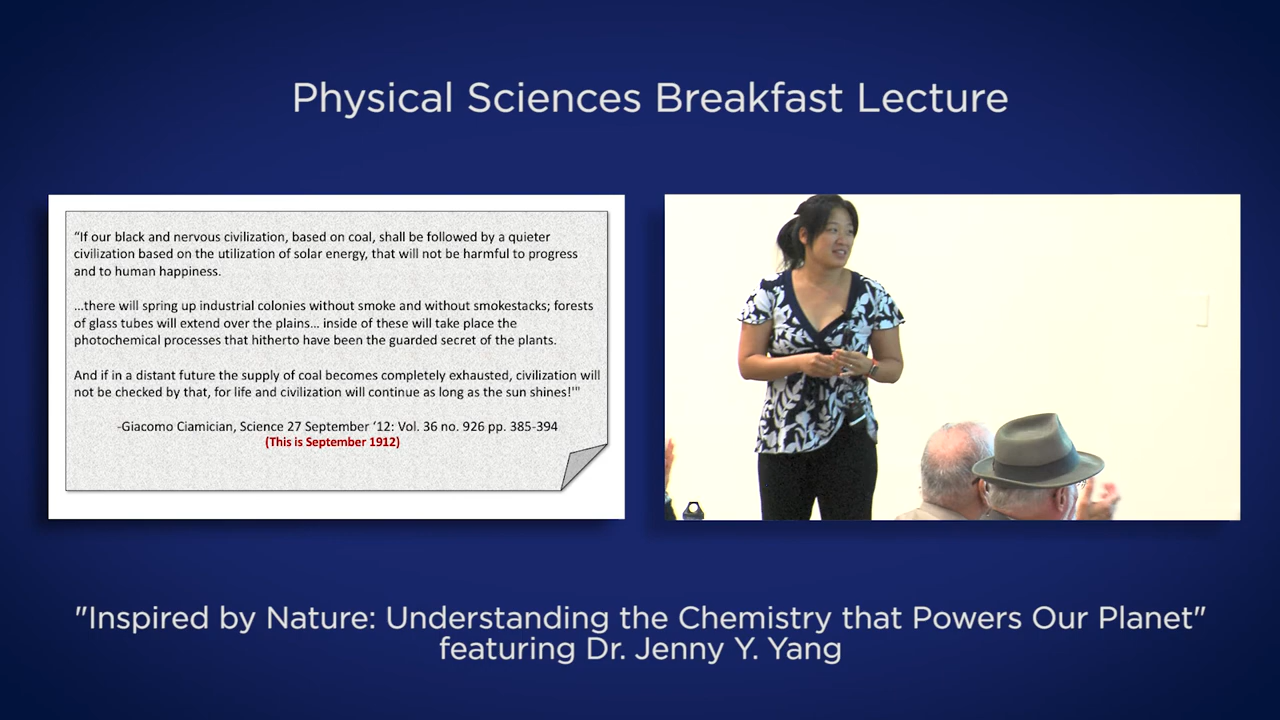 Physical Sciences Breakfast Lecture
“If our black and nervous civilization, based on coal, shall be followed by a quieter
civilization based on the utilization of solar energy, that will not be harmful to progress
and to human happiness.
…there will spring up industrial colonies without smoke and without smokestacks; forests
of glass tubes will extend over the plains… inside of these will take place the
photochemical processes that hitherto have been the guarded secret of the plants.
And if in a distant future the supply of coal becomes completely exhausted, civilization will
not be checked by that, for life and civilization will continue as long as the sun shines!'"
-Giacomo Ciamician, Science 27 September ‘12: Vol. 36 no. 926 pp. 385-394
(This is September 1912)
"Inspired by Nature: Understanding the Chemistry that Powers Our Planet"
featuring Dr. Jenny Y. Yang